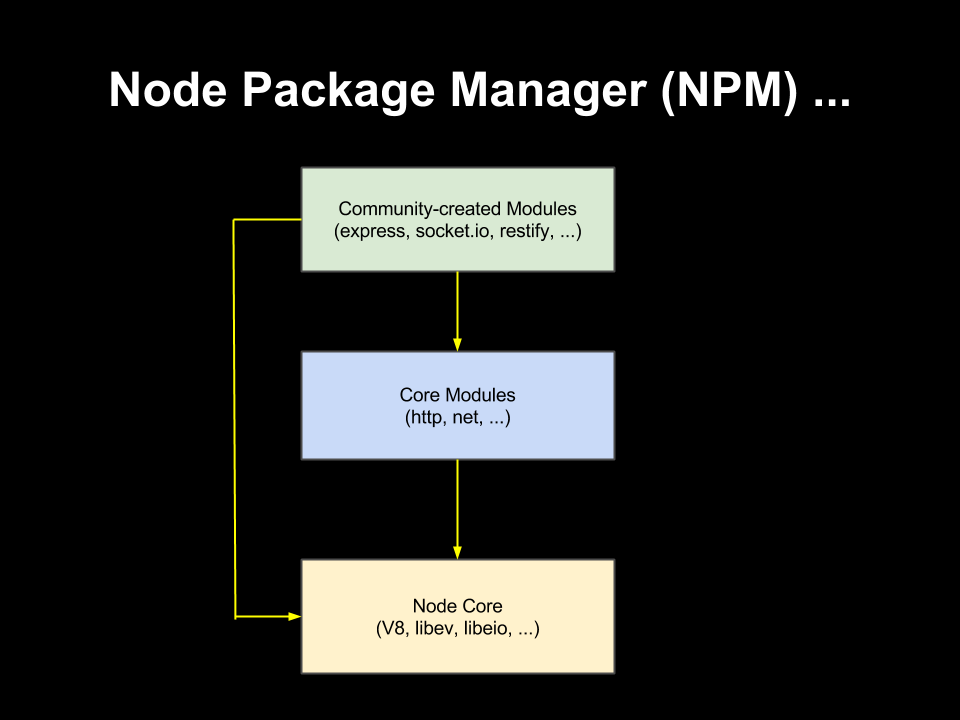 Node Package Manager (NPM) ...
Community-created Modules
(express, socket.io, restify, ...)
Core Modules
(http, net, ...)
Node Core
(V8, libev, libeio, ...)